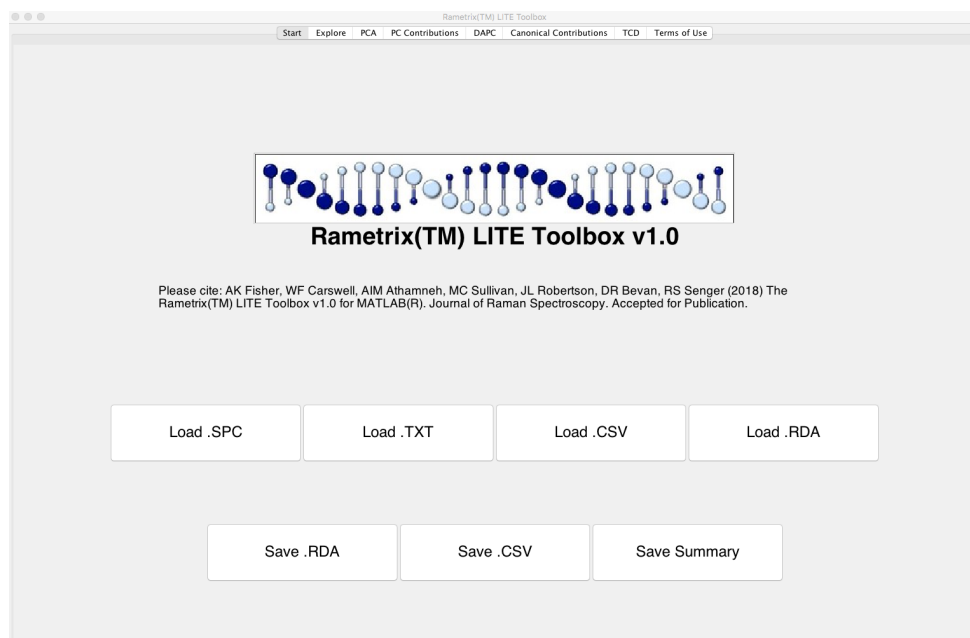 Rametrix(TM) LITE Toolbox
Start Explore PCA PC Contributions DAPC Canonical Contributions TCD Terms of Use
Rametrix(TM) LITE Toolbox v1.0
Please cite: AK Fisher, WF Carswell, AIM Athamneh, MC Sullivan, JL Robertson, DR Bevan, RS Senger (2018) The
Rametrix(TM) LITE Toolbox v1.0 for MATLAB(R). Journal of Raman Spectroscopy. Accepted for Publication.
Load .SPC Load .TXT Load .CSV Load .RDA
Save .RDA Save .CSV Save Summary